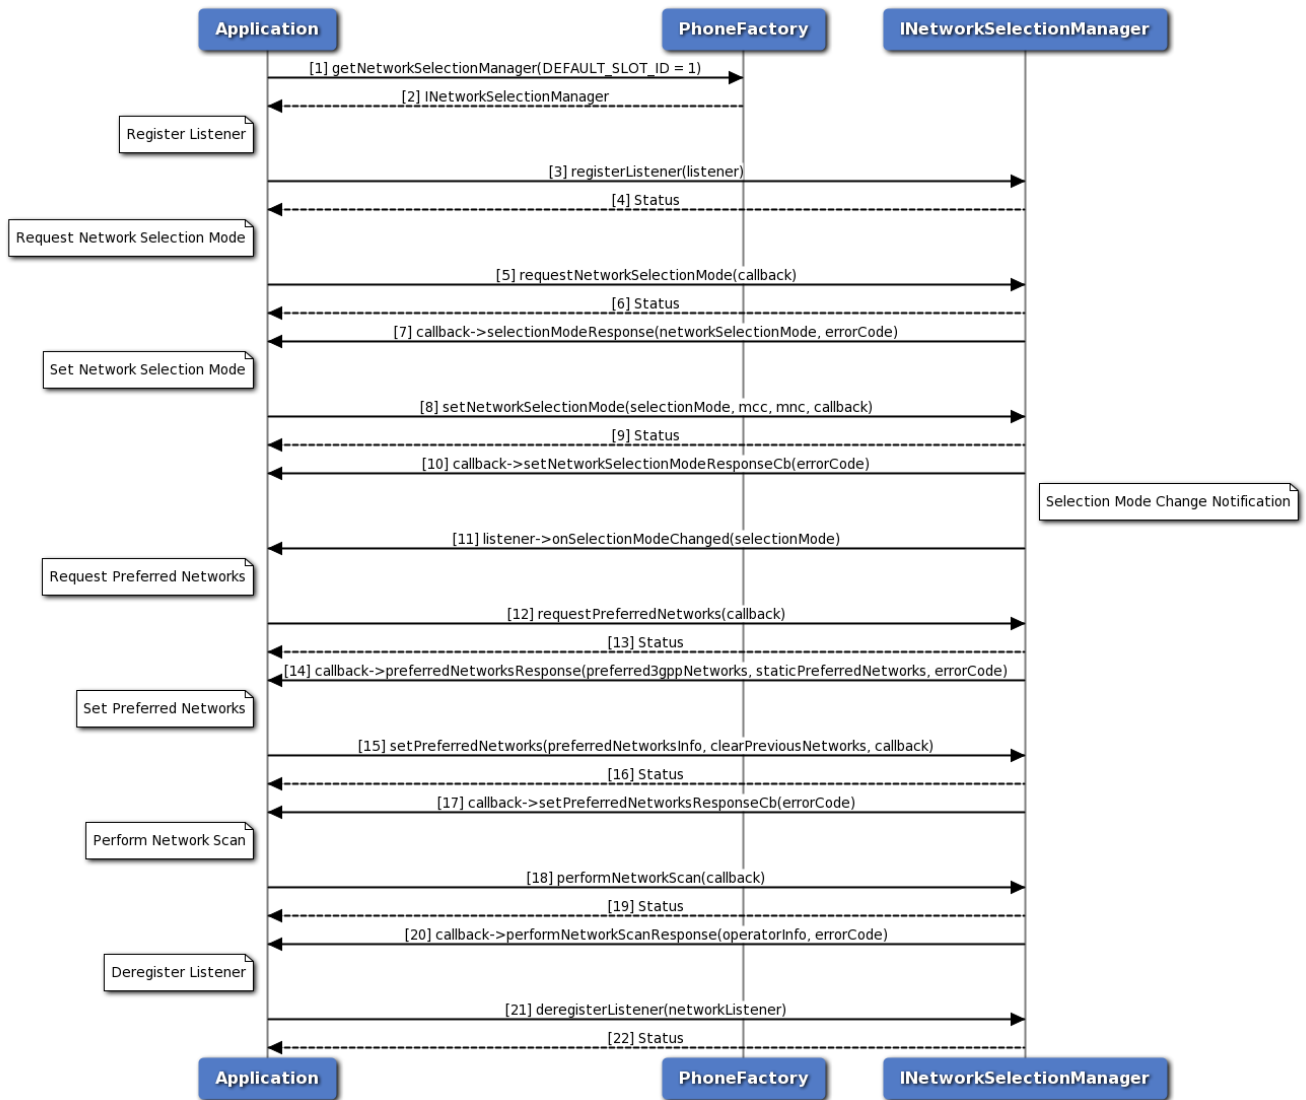 Application
PhoneFactory
INetworkSelectionManager
[1] getNetworkSelectionManager(DEFAULT_SLOT_ID = 1)
[2] INetworkSelectionManager
Register Listener
[3] registerListener(listener)
[4] Status
Request Network Selection Mode
[5] requestNetworkSelectionMode(callback)
[6] Status
[7] callback->selectionModeResponse(networkSelectionMode, errorCode)
Set Network Selection Mode
[8] setNetworkSelectionMode(selectionMode, mcc, mnc, callback)
[9] Status
[10] callback->setNetworkSelectionModeResponseCb(errorCode)
Selection Mode Change Notification
[11] listener->onSelectionModeChanged(selectionMode)
Request Preferred Networks
[12] requestPreferredNetworks(callback)
[13] Status
[14] callback->preferredNetworksResponse(preferred3gppNetworks, staticPreferredNetworks, errorCode)
Set Preferred Networks
[15] setPreferredNetworks(preferredNetworksInfo, clearPreviousNetworks, callback)
[16] Status
[17] callback->setPreferredNetworksResponseCb(errorCode)
Perform Network Scan
[18] performNetworkScan(callback)
[19] Status
[20] callback->performNetworkScanResponse(operatorInfo, errorCode)
Deregister Listener
[21] deregisterListener(networkListener)
[22] Status
Application
PhoneFactory
INetworkSelectionManager